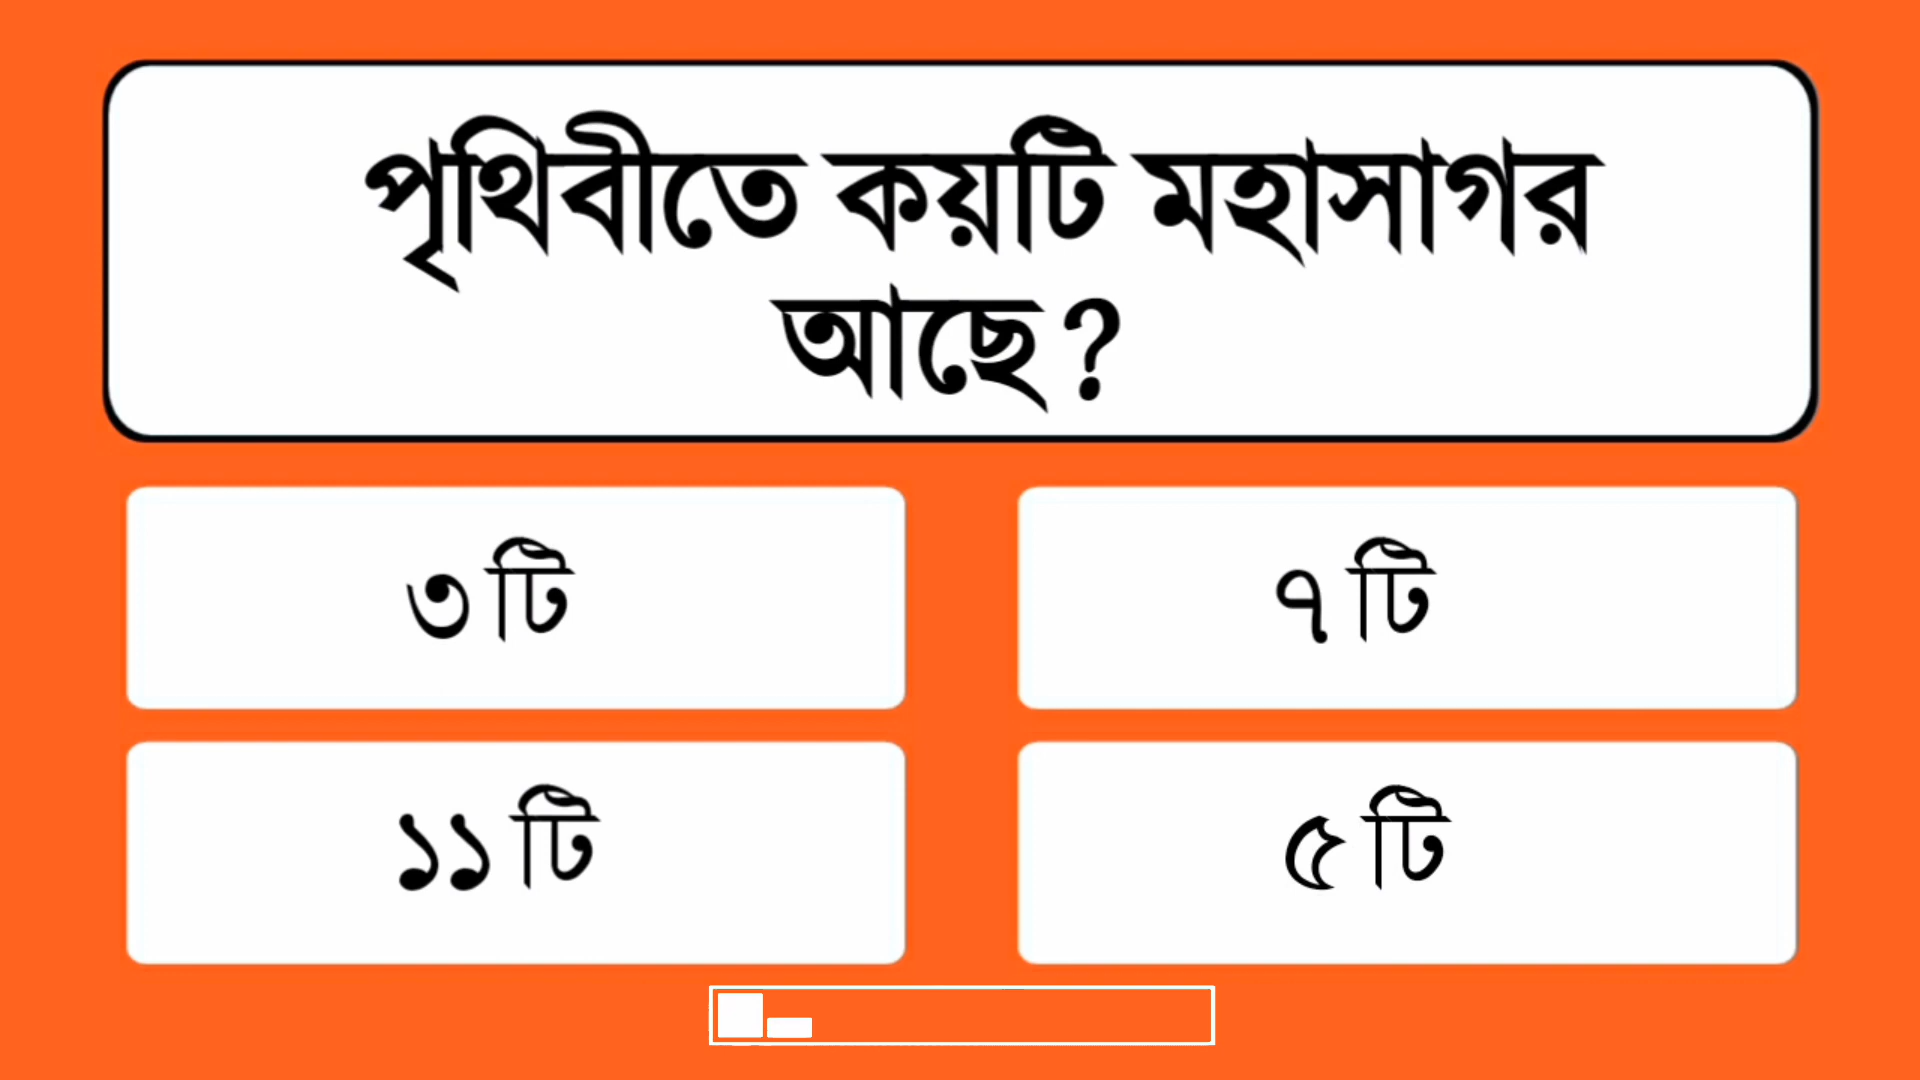 পৃথিবীতে কয়টি মহাসাগর
আছে ?
৩ টি
৭ টি
১১ টি
৫ টি